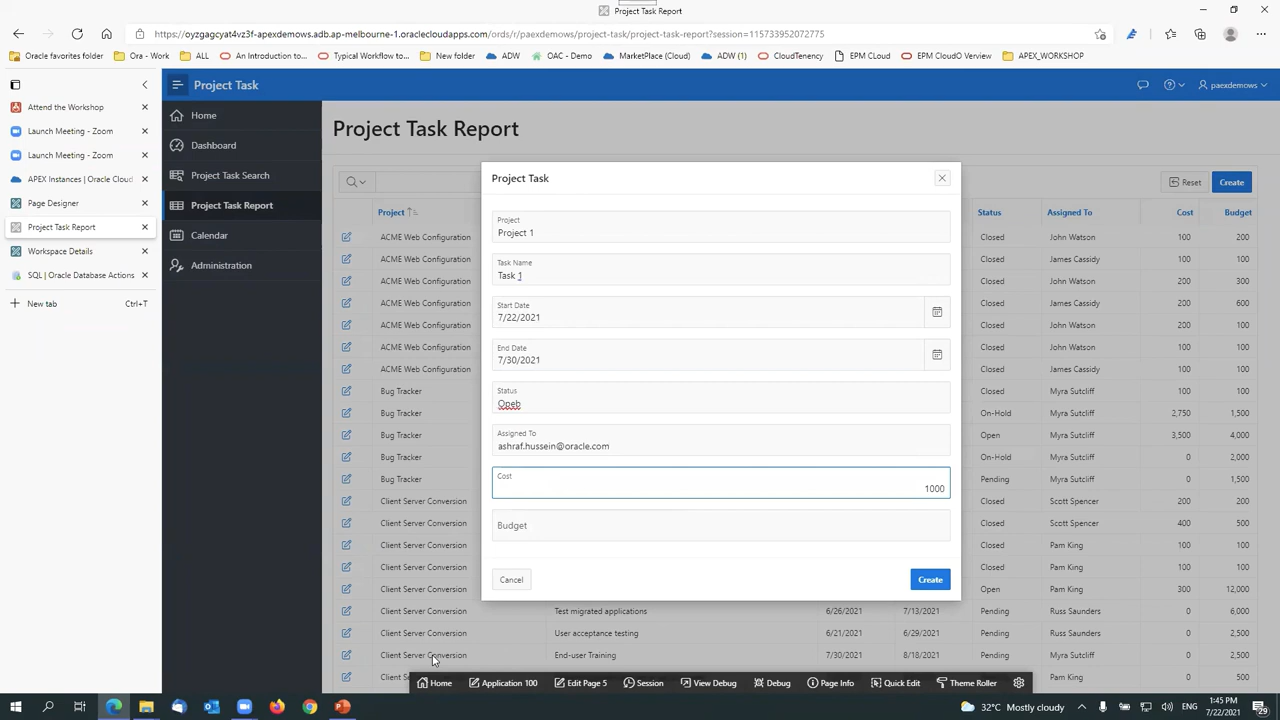 Project Task Report
https://oyzgagcyat4vz3f-apexdemows.adb.ap-melbourne-1.oraclecloudapps.com/ords/r/paexdemows/project-task/project-task-report?session=115733952072775
Oracle favorites folder Ora - Work ALL An Introduction to... Typical Workflow to... New folder ADW OAC - Demo MarketPlace (Cloud) ADW (1) CloudTenency EPM CLoud EPM CloudO Verview APEX_WORKSHOP
Attend the Workshop
Launch Meeting - Zoom
Launch Meeting - Zoom
APEX Instances | Oracle Cloud
Page Designer
Project Task Report
Workspace Details
SQL | Oracle Database Actions
New tab Ctrl+T
Project Task paexdemows
Home
Dashboard
Project Task Search
Project Task Report
Calendar
Administration
Project Task Report
Reset Create
Project Status Assigned To Cost Budget
ACME Web Configuration Closed John Watson 100 200
ACME Web Configuration Closed James Cassidy 100 100
ACME Web Configuration Closed John Watson 200 300
ACME Web Configuration Closed James Cassidy 200 600
ACME Web Configuration Closed John Watson 200 100
ACME Web Configuration Closed John Watson 100 100
ACME Web Configuration Closed James Cassidy 100 100
Bug Tracker Closed Myra Sutcliff 100 100
Bug Tracker On-Hold Myra Sutcliff 2,750 1,500
Bug Tracker Open Myra Sutcliff 3,500 4,000
Bug Tracker On-Hold Myra Sutcliff 0 2,000
Bug Tracker Pending Myra Sutcliff 0 1,500
Client Server Conversion Closed Scott Spencer 200 200
Client Server Conversion Closed Scott Spencer 400 500
Client Server Conversion Closed Pam King 100 100
Client Server Conversion Closed Pam King 100 100
Client Server Conversion Open Pam King 300 12,000
Client Server Conversion Test migrated applications 6/26/2021 7/13/2021 Pending Russ Saunders 0 6,000
Client Server Conversion User acceptance testing 6/21/2021 6/29/2021 Pending Russ Saunders 0 2,500
Client Server Conversion End-user Training 7/30/2021 8/18/2021 Pending Myra Sutcliff 0 2,500
Project Task
Project
Project 1
Task Name
Task 1
Start Date
7/22/2021
End Date
7/30/2021
Status
Opeb
Assigned To
ashraf.hussein@oracle.com
Cost
1000
Budget
Cancel Create
Home Application 100 Edit Page 5 Session View Debug Debug Page Info Quick Edit Theme Roller
32°C Mostly cloudy ENG 1:45 PM
7/22/2021 29